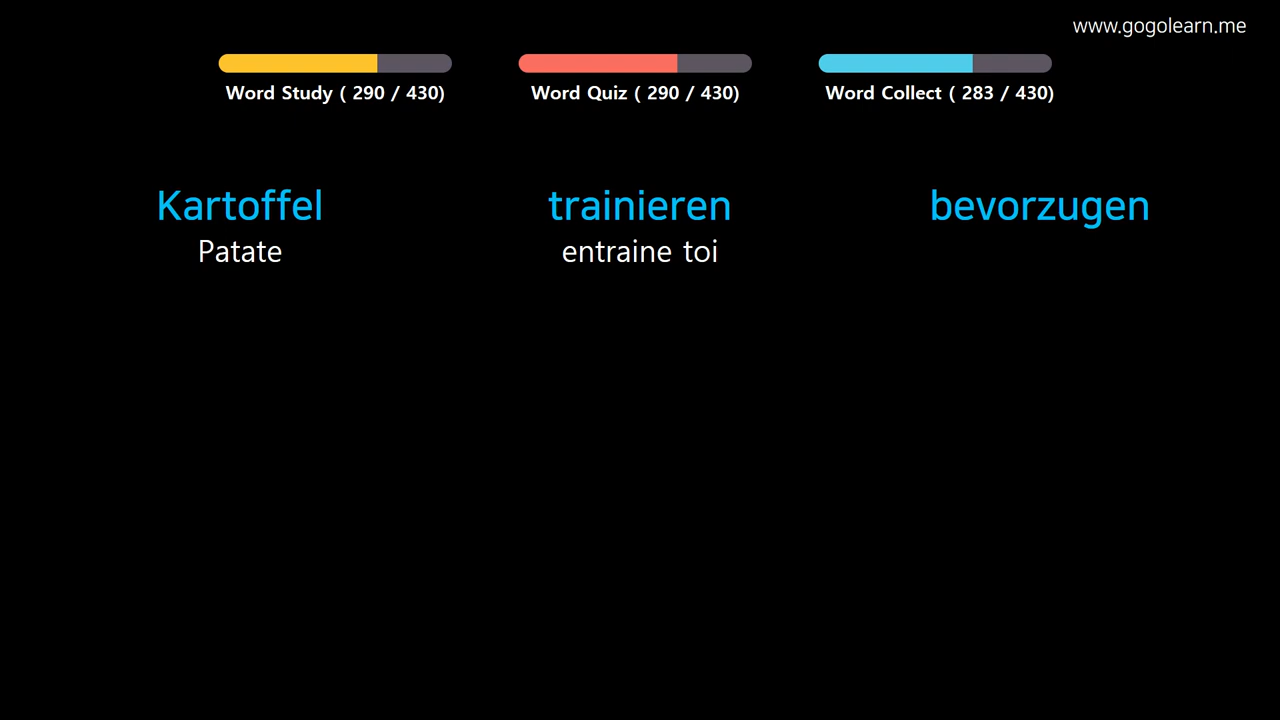 www.gogolearn.me
Word Study ( 290 / 430)
Word Quiz ( 290 / 430)
Word Collect ( 283 / 430)
Kartoffel
Patate
trainieren
entraine toi
bevorzugen